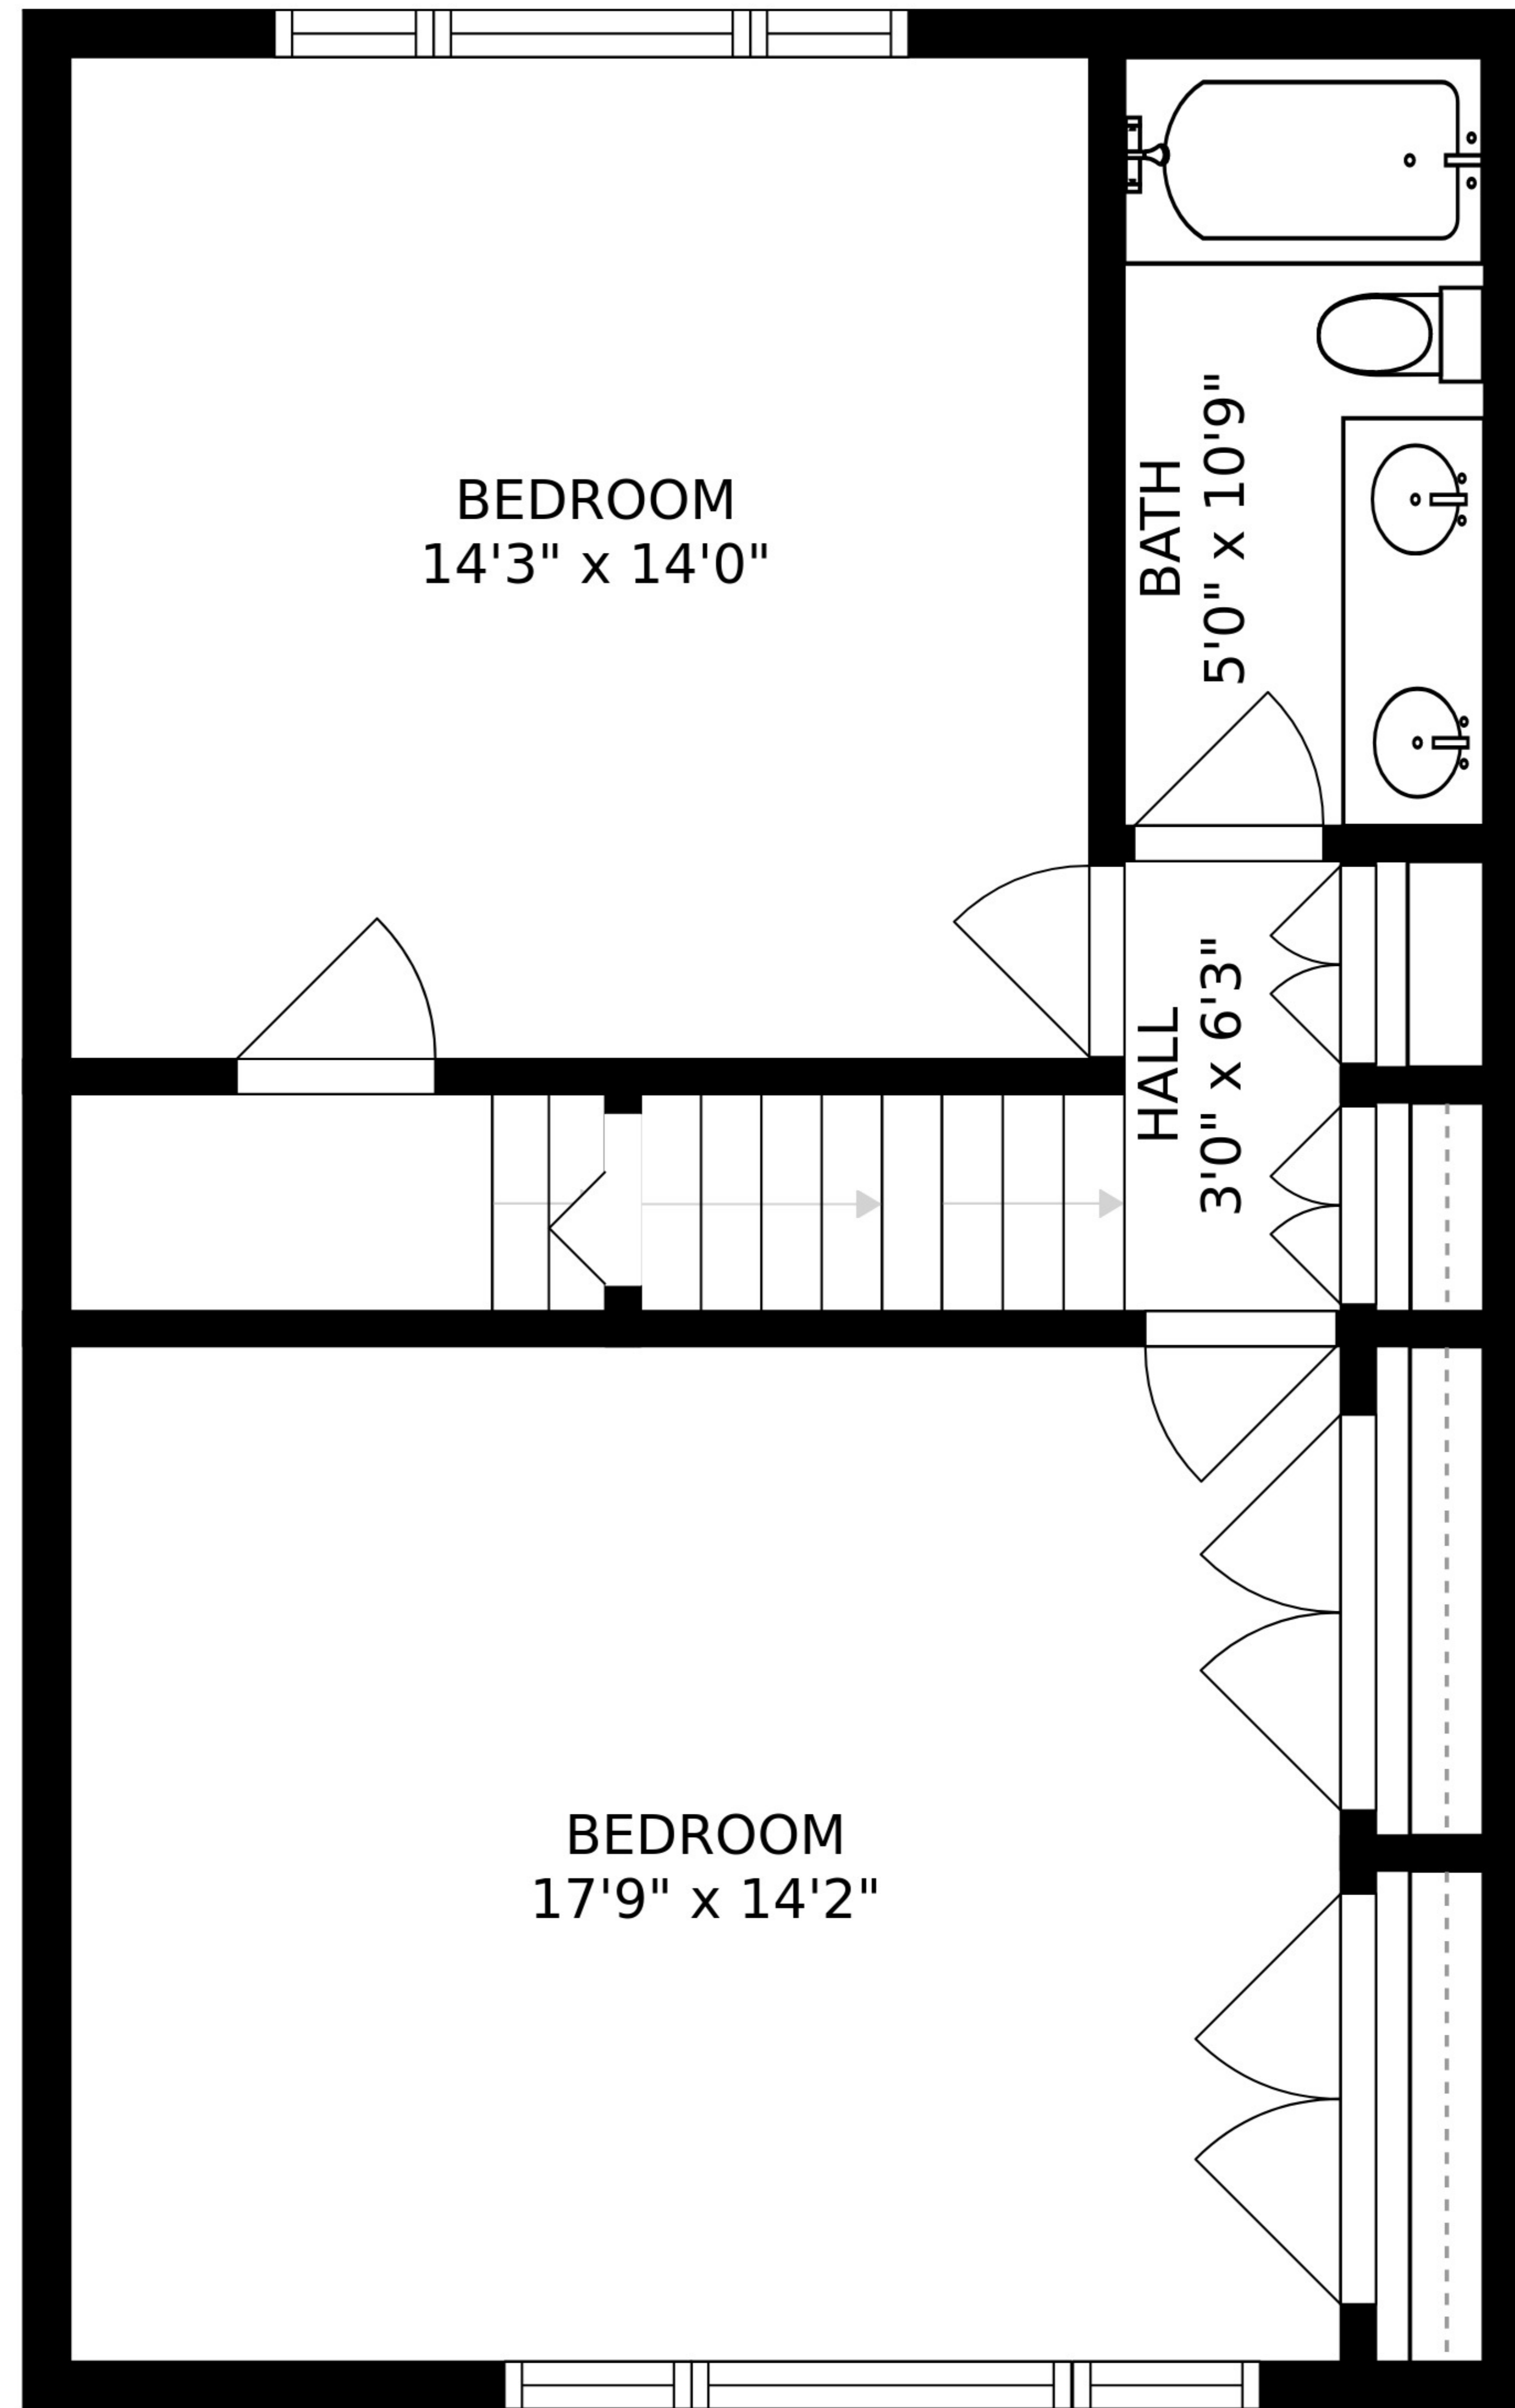 BEDROOM
14'3" x 14'0"
BATH
5'0" x 10'9"
HALL
3'0" x 6'3"
BEDROOM
17'9" x 14'2"